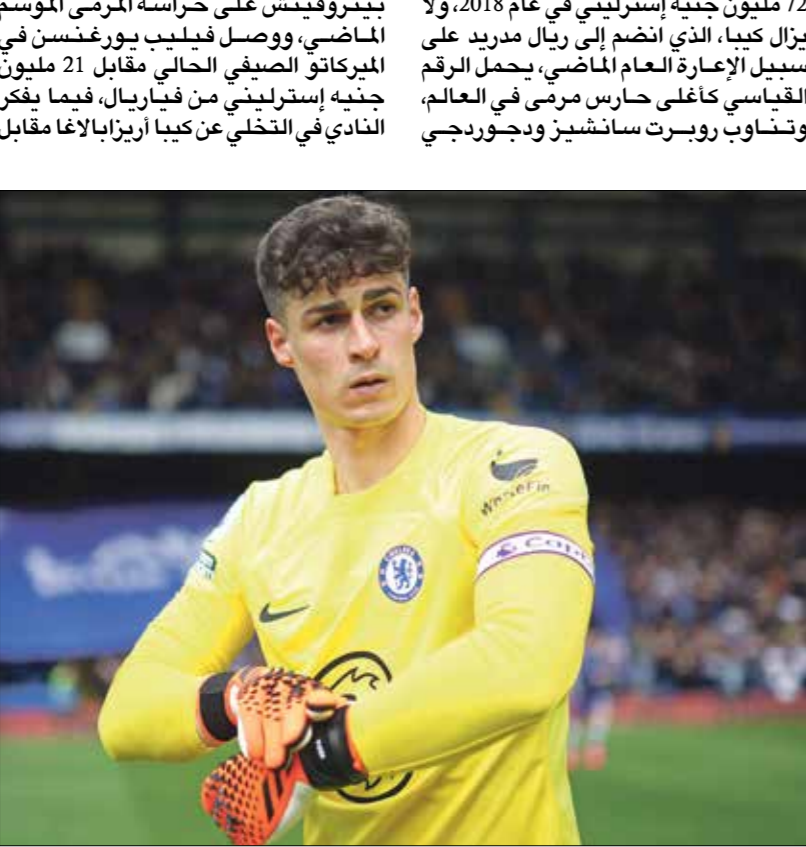 72 مليون جنيه إسترليني في عام 2018، ولا
يزال كيبا، الذي انضم إلى ريال مدريد على
سبيل الإعارة العام الماضي، يحمل الرقم
القياسي كأغلى حارس مرمى في العالم،
وتناوب روبرت سانشيز ودجوردجي
بيتروفيتش على حراسة المرمى الموسم
الماضي، ووصل فيليب يورغنسن في
الميركاتو الصيفي الحالي مقابل 21 مليون
جنيه إسترليني من فياريال، فيما يفكر
النادي في التخلي عن كيبا أريزابالاغا مقابل
WhaleFin
CHELSEA